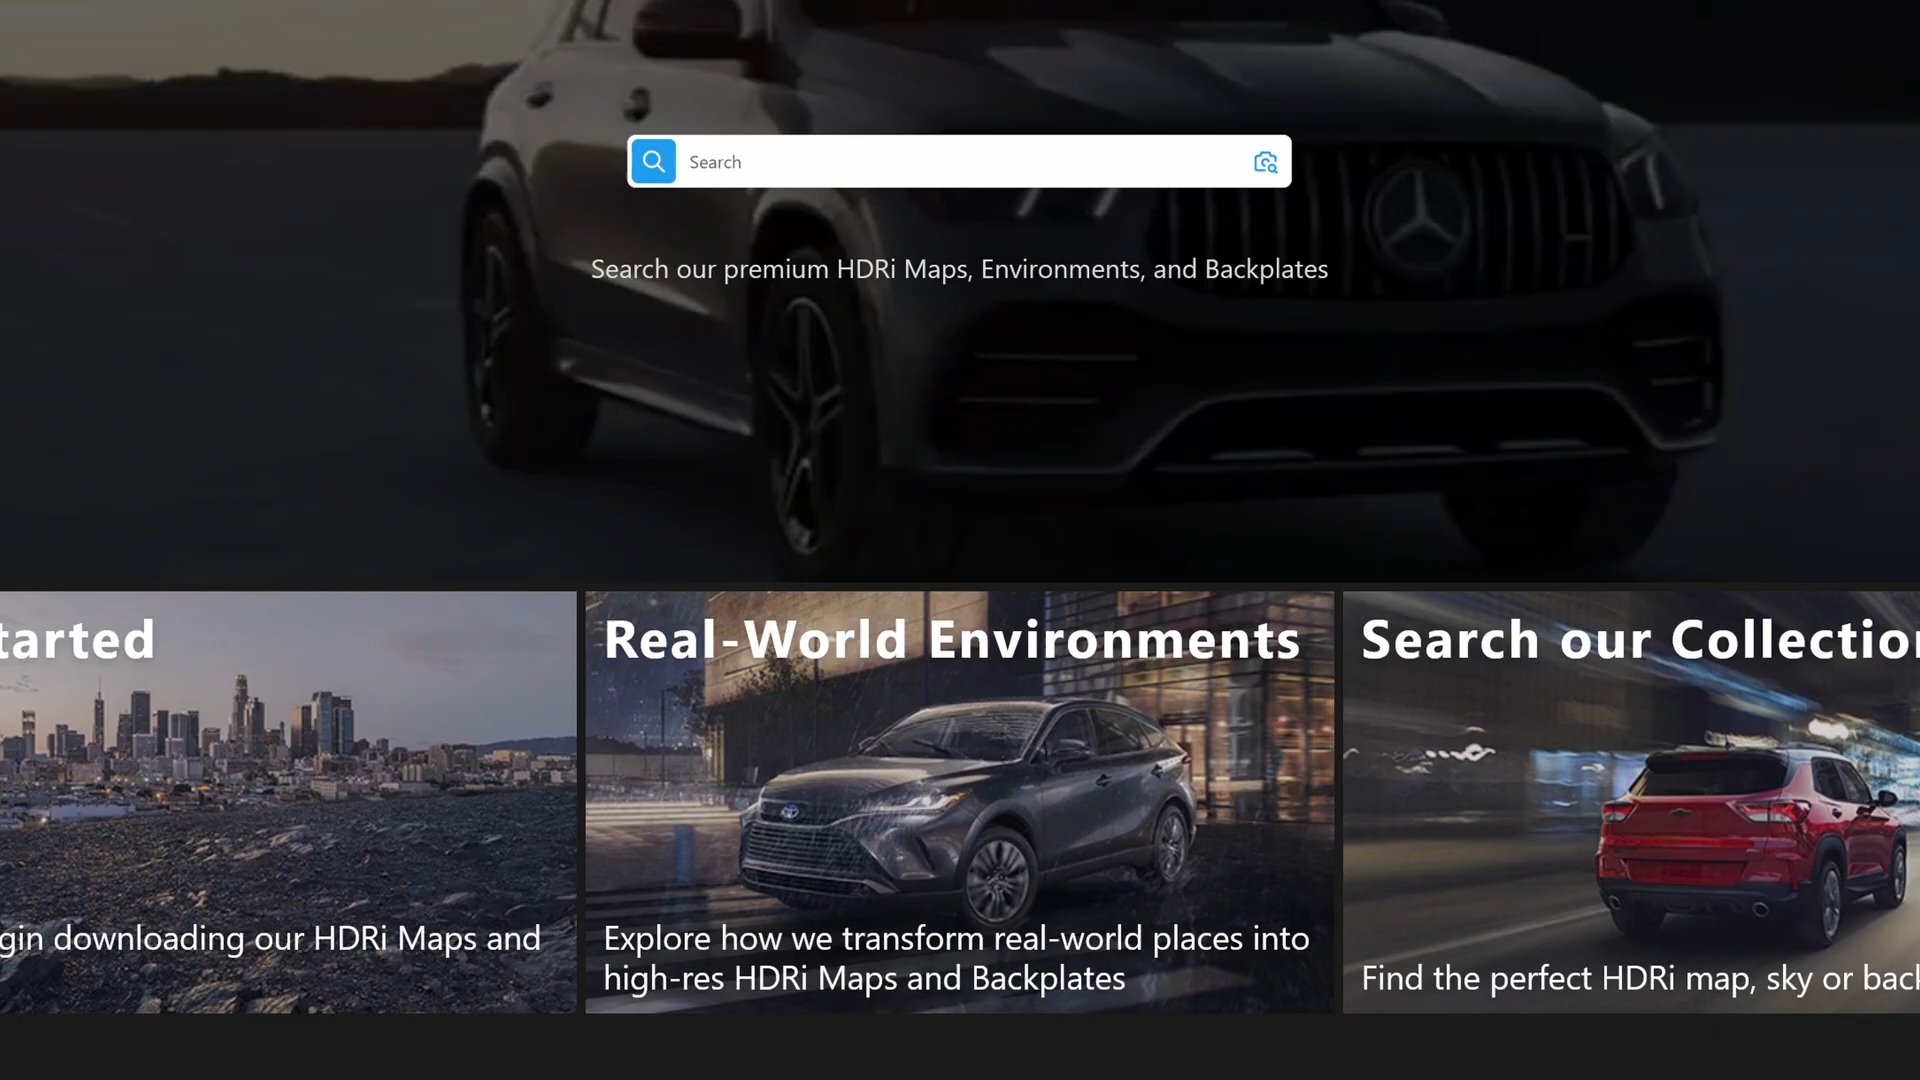 Search
Search our premium HDRi Maps, Environments, and Backplates
tarted
gin downloading our HDRi Maps and
Real-World Environments
Explore how we transform real-world places into
high-res HDRi Maps and Backplates
Search our Collection
Find the perfect HDRi map, sky or back